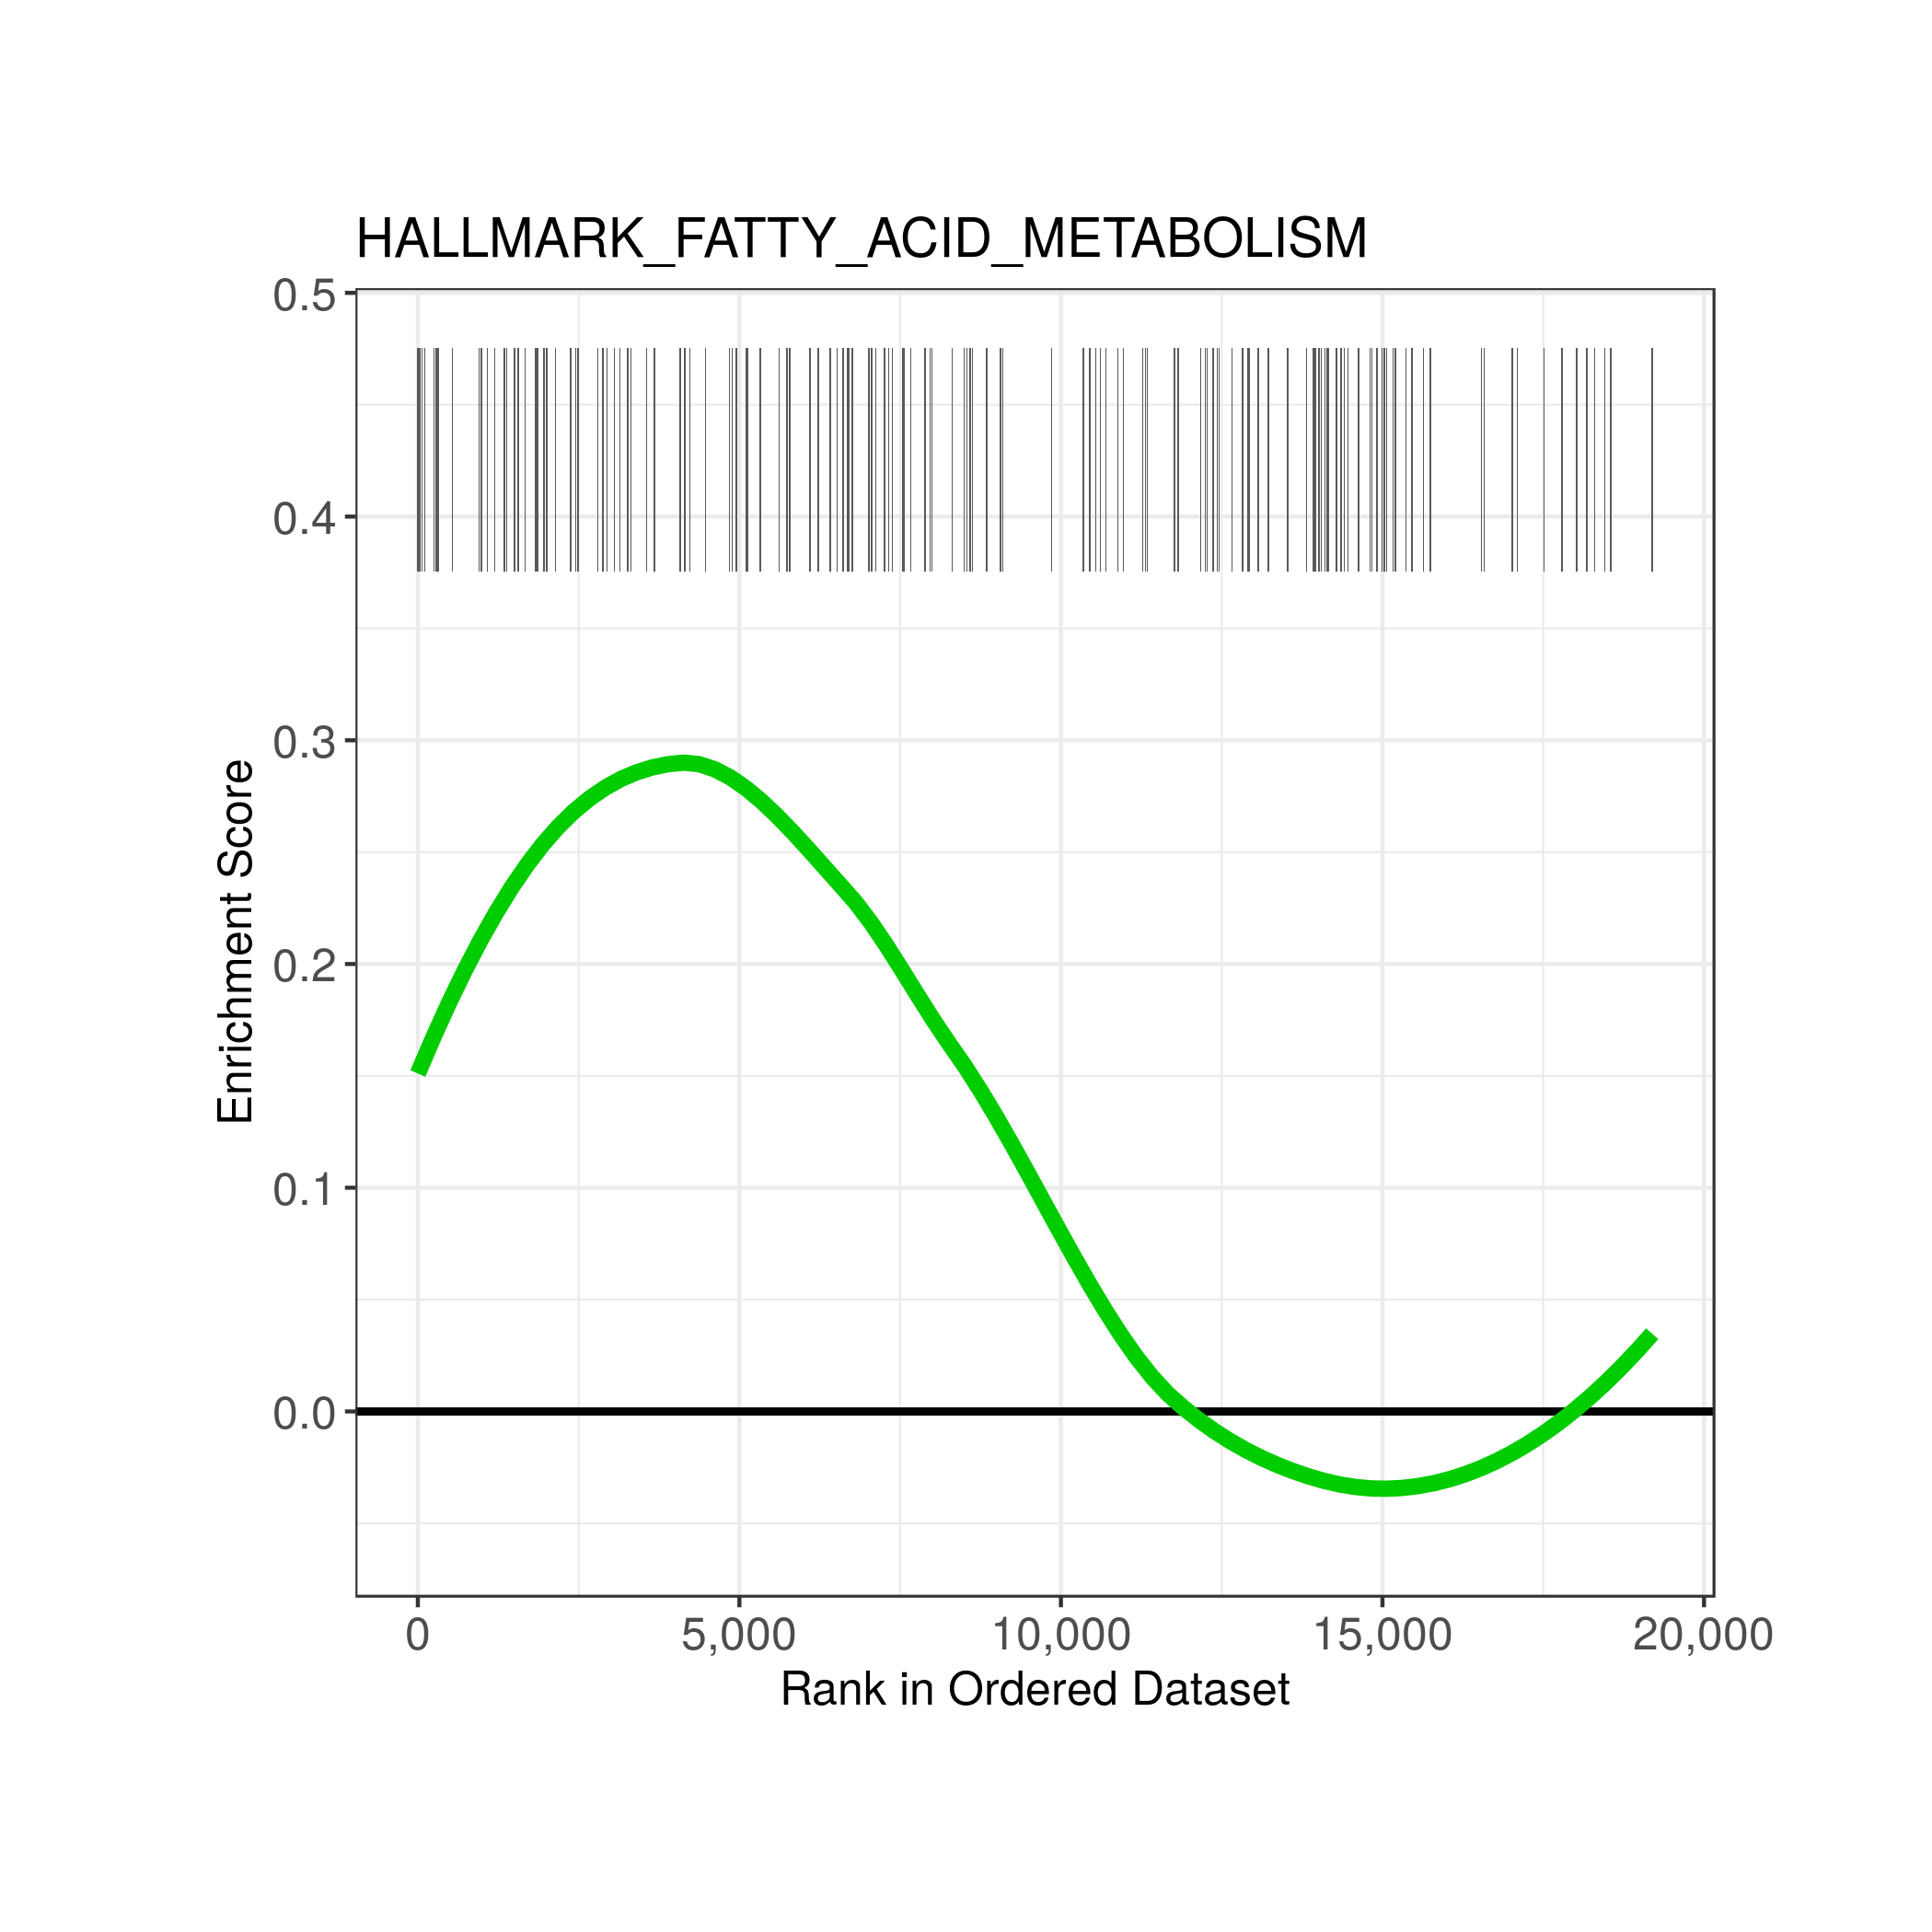 HALLMARK_FATTY_ACID_METABOLISM
0.5
0.4
0.3
0.2
0.1
0.0
Enrichment Score
0 5,000 10,000 15,000 20,000
Rank in Ordered Dataset